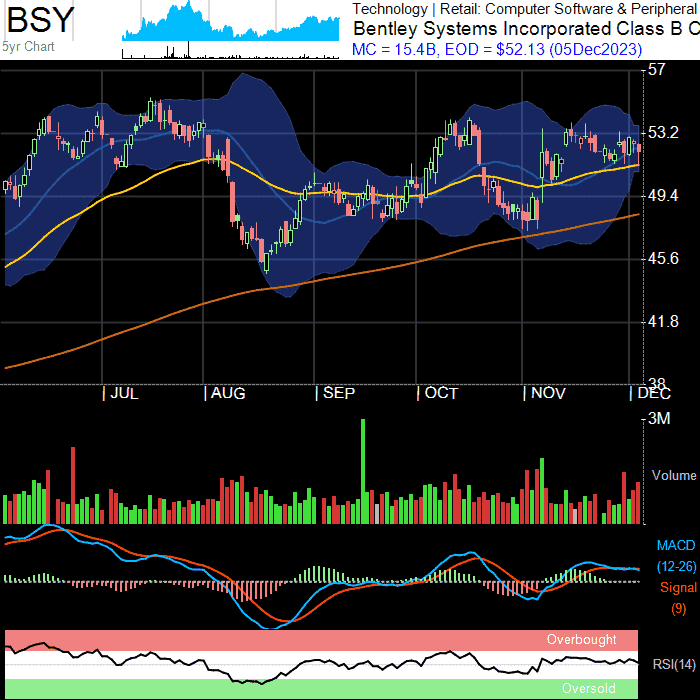 BSY
5yr Chart
Technology | Retail: Computer Software & Peripheral
Bentley Systems Incorporated Class B C
MC = 15.4B, EOD = $52.13 (05Dec2023)
57
53.2
49.4
45.6
41.8
38
| JUL | AUG | SEP | OCT | NOV | DEC
3M
Volume
MACD
(12-26)
Signal
(9)
Overbought
RSI(14)
Oversold